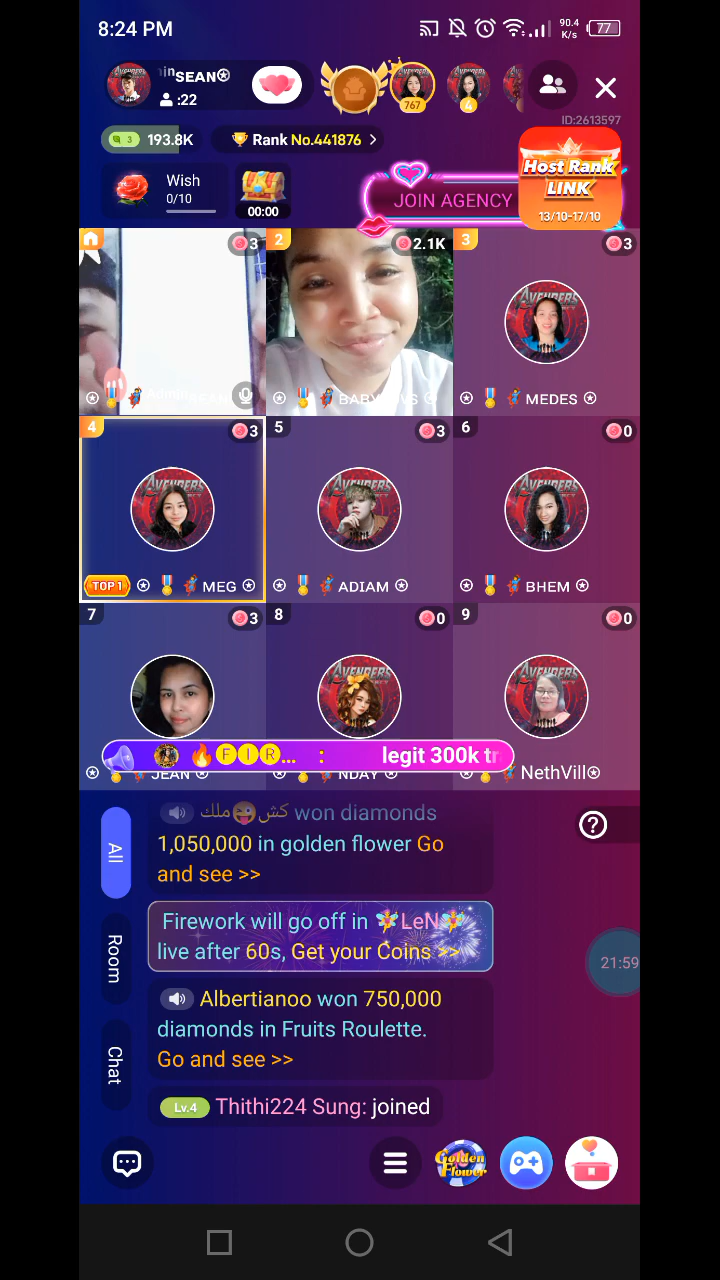 8:24 PM
90.4
K/s
77
in SEAN✪
:22
767
4
ID:2613597
3 193.8K
Rank No.441876 >
Wish
0/10
00:00
JOIN AGENCY
Host Rank
LINK
13/10-17/10
3
2
2.1K
3
3
MEDES
4
3
5
3
6
0
TOP 1
MEG
ADIAM
BHEM
7
3
8
0
9
0
🔥🅕🅘🅡... : legit 300k
JEAN
NDAY
NethVill✪
كش😜ملك won diamonds
1,050,000 in golden flower Go
and see >>
Firework will go off in 🧚LeN🧚
live after 60s, Get your Coins >>
Albertianoo won 750,000
diamonds in Fruits Roulette.
Go and see >>
Lv.4 Thithi224 Sung: joined
All
Room
Chat
21:59
Golden
Flower